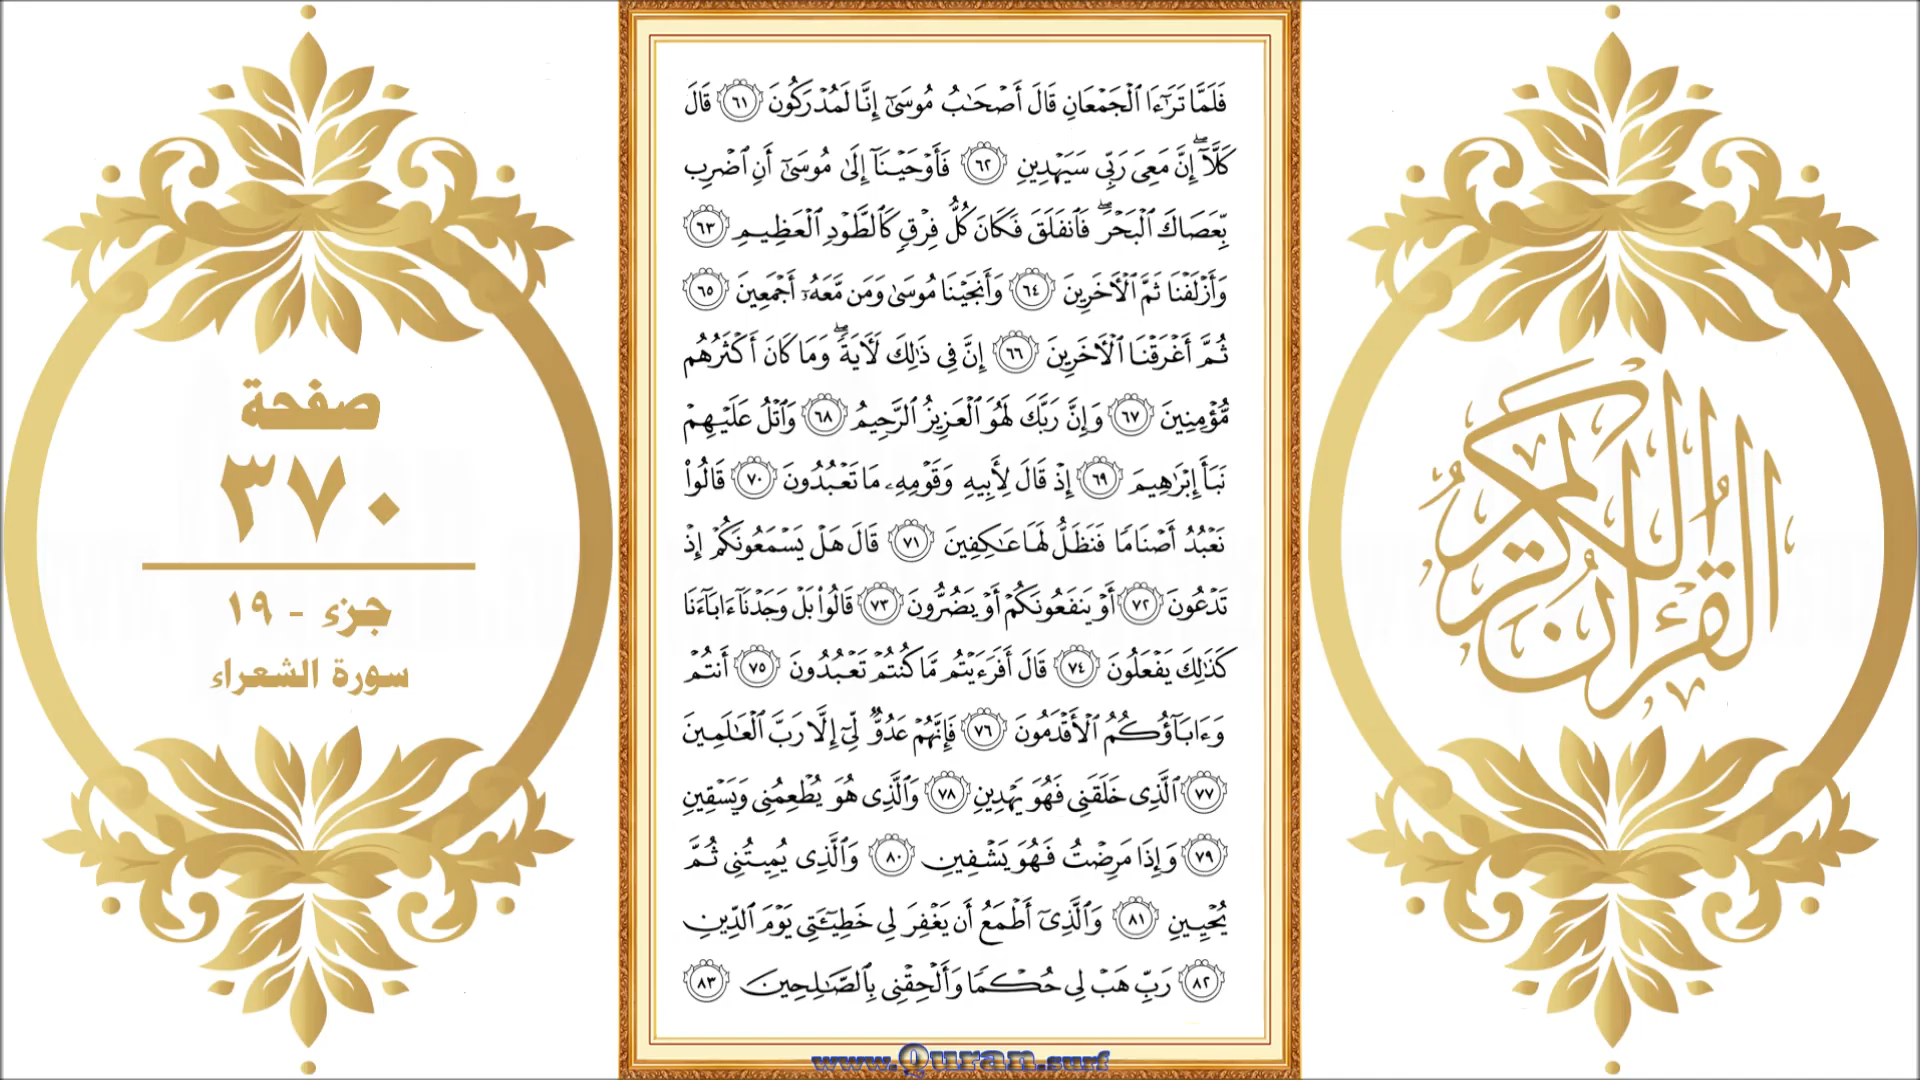 صفحة
٣٧٠
جزء - ١٩
سورة الشعراء
فَلَمَّا تَرَٰٓءَا ٱلۡجَمۡعَانِ قَالَ أَصۡحَٰبُ مُوسَىٰٓ إِنَّا لَمُدۡرَكُونَ ٦١ قَالَ
كَلَّآۖ إِنَّ مَعِيَ رَبِّي سَيَهۡدِينِ ٦٢ فَأَوۡحَيۡنَآ إِلَىٰ مُوسَىٰٓ أَنِ ٱضۡرِب
بِّعَصَاكَ ٱلۡبَحۡرَۖ فَٱنفَلَقَ فَكَانَ كُلُّ فِرۡقٖ كَٱلطَّوۡدِ ٱلۡعَظِيمِ ٦٣
وَأَزۡلَفۡنَا ثَمَّ ٱلۡأٓخَرِينَ ٦٤ وَأَنجَيۡنَا مُوسَىٰ وَمَن مَّعَهُۥٓ أَجۡمَعِينَ ٦٥
ثُمَّ أَغۡرَقۡنَا ٱلۡأٓخَرِينَ ٦٦ إِنَّ فِي ذَٰلِكَ لَأٓيَةٗۖ وَمَا كَانَ أَكۡثَرُهُم
مُّؤۡمِنِينَ ٦٧ وَإِنَّ رَبَّكَ لَهُوَ ٱلۡعَزِيزُ ٱلرَّحِيمُ ٦٨ وَٱتۡلُ عَلَيۡهِمۡ
نَبَأَ إِبۡرَٰهِيمَ ٦٩ إِذۡ قَالَ لِأَبِيهِ وَقَوۡمِهِۦ مَا تَعۡبُدُونَ ٧٠ قَالُواْ
نَعۡبُدُ أَصۡنَامٗا فَنَظَلُّ لَهَا عَٰكِفِينَ ٧١ قَالَ هَلۡ يَسۡمَعُونَكُمۡ إِذۡ
تَدۡعُونَ ٧٢ أَوۡ يَنفَعُونَكُمۡ أَوۡ يَضُرُّونَ ٧٣ قَالُواْ بَلۡ وَجَدۡنَآ ءَابَآءَنَا
كَذَٰلِكَ يَفۡعَلُونَ ٧٤ قَالَ أَفَرَءَيۡتُم مَّا كُنتُمۡ تَعۡبُدُونَ ٧٥ أَنتُمۡ
وَءَابَآؤُكُمُ ٱلۡأَقۡدَمُونَ ٧٦ فَإِنَّهُمۡ عَدُوّٞ لِّيٓ إِلَّا رَبَّ ٱلۡعَٰلَمِينَ
٧٧ ٱلَّذِي خَلَقَنِي فَهُوَ يَهۡدِينِ ٧٨ وَٱلَّذِي هُوَ يُطۡعِمُنِي وَيَسۡقِينِ
٧٩ وَإِذَا مَرِضۡتُ فَهُوَ يَشۡفِينِ ٨٠ وَٱلَّذِي يُمِيتُنِي ثُمَّ
يُحۡيِينِ ٨١ وَٱلَّذِيٓ أَطۡمَعُ أَن يَغۡفِرَ لِي خَطِيٓـَٔتِي يَوۡمَ ٱلدِّينِ
٨٢ رَبِّ هَبۡ لِي حُكۡمٗا وَأَلۡحِقۡنِي بِٱلصَّٰلِحِينَ ٨٣
القرآن الكريم
www.Quran.surf